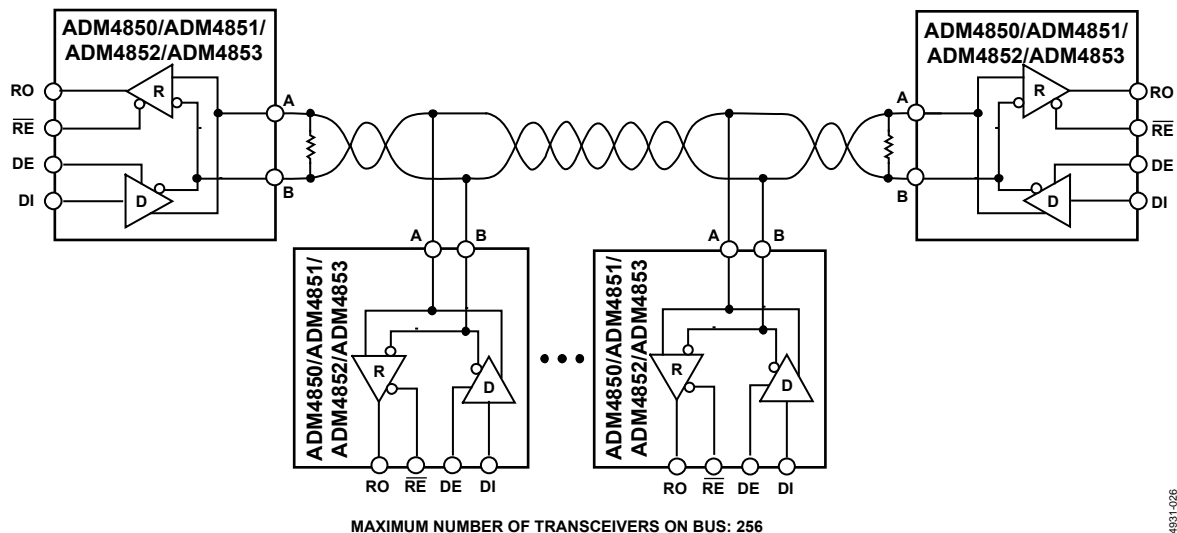 ADM4850/ADM4851/
ADM4852/ADM4853
RO
R
RE
DE
DI
D
A
B
ADM4850/ADM4851/
ADM4852/ADM4853
A
B
R
D
RO
RE
DE
DI
A
B
ADM4850/ADM4851/
ADM4852/ADM4853
R
D
RO
RE
DE
DI
A
B
ADM4850/ADM4851/
ADM4852/ADM4853
R
D
RO
RE
DE
DI
MAXIMUM NUMBER OF TRANSCEIVERS ON BUS: 256
4931-026